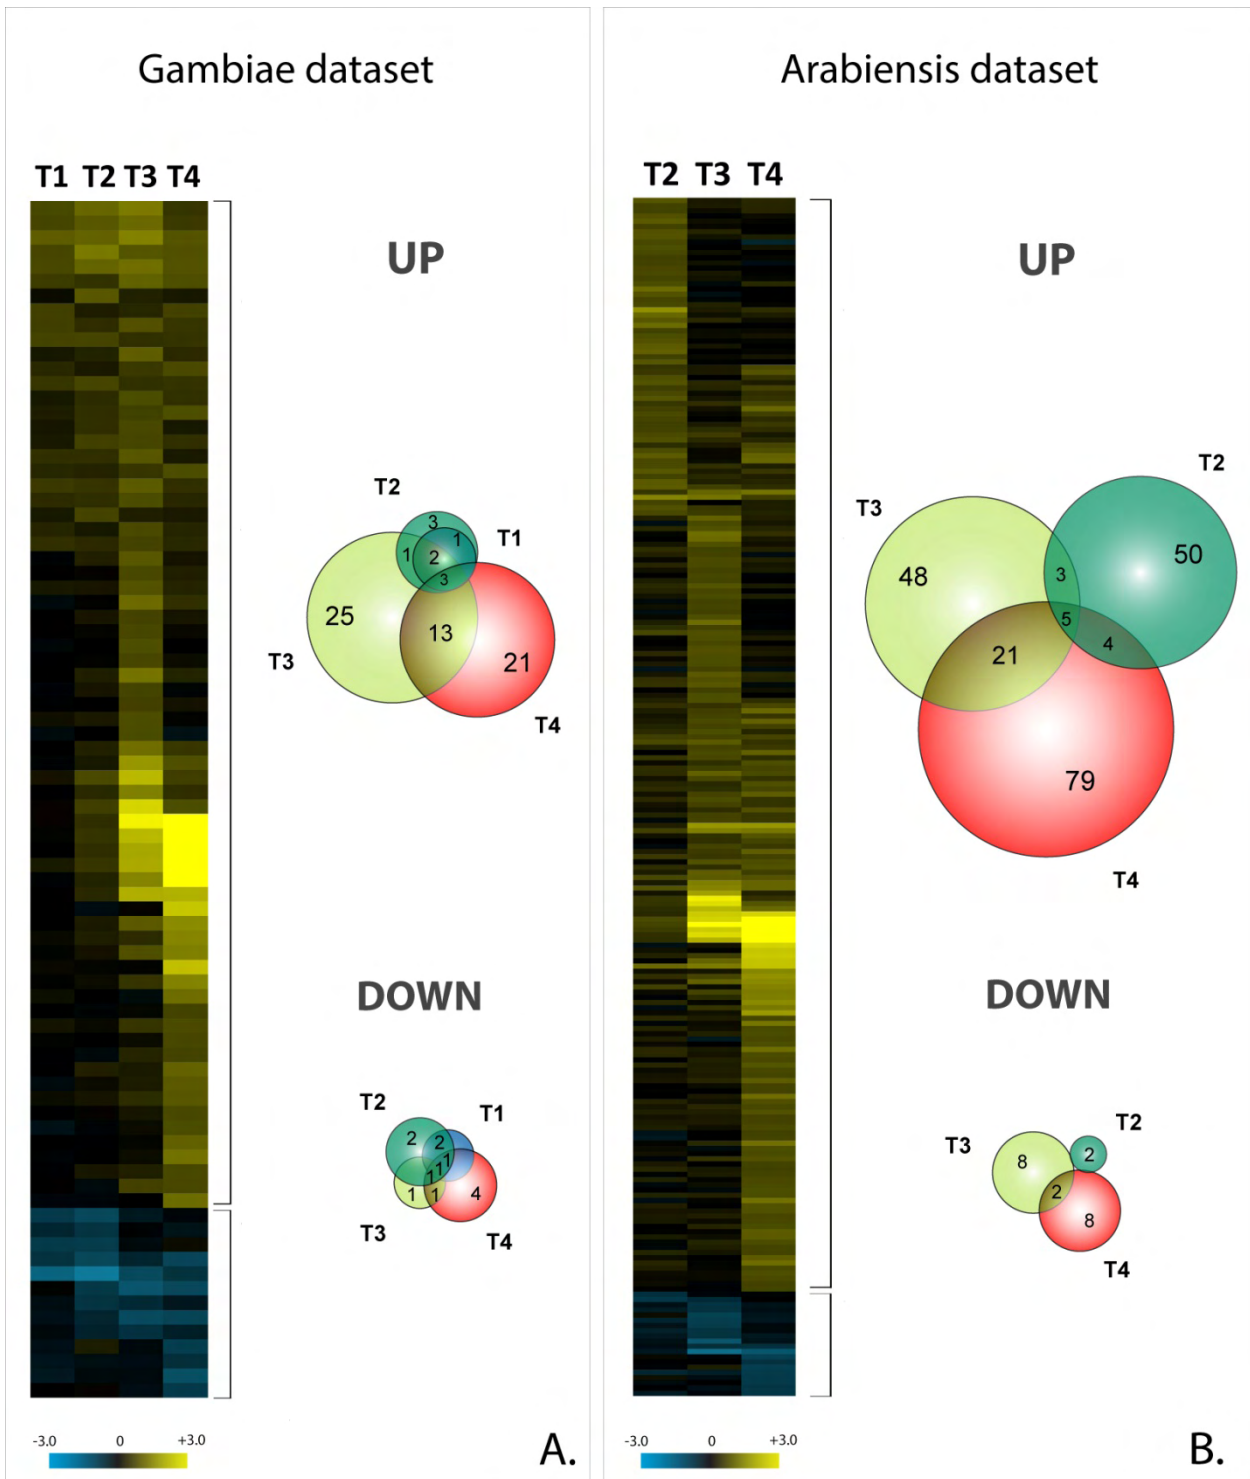 Gambiae dataset
T1 T2 T3 T4
UP
T2
T1
3
1
1
2
3
25
13
21
T3
T4
DOWN
T2
T1
2
2
1
1
1
1
1
4
T3
T4
-3.0 0 +3.0
A.
Arabiensis dataset
T2 T3 T4
UP
T2
T3
50
48
3
5
4
21
79
T4
DOWN
T2
T3
8
2
2
8
T4
-3.0 0 +3.0
B.